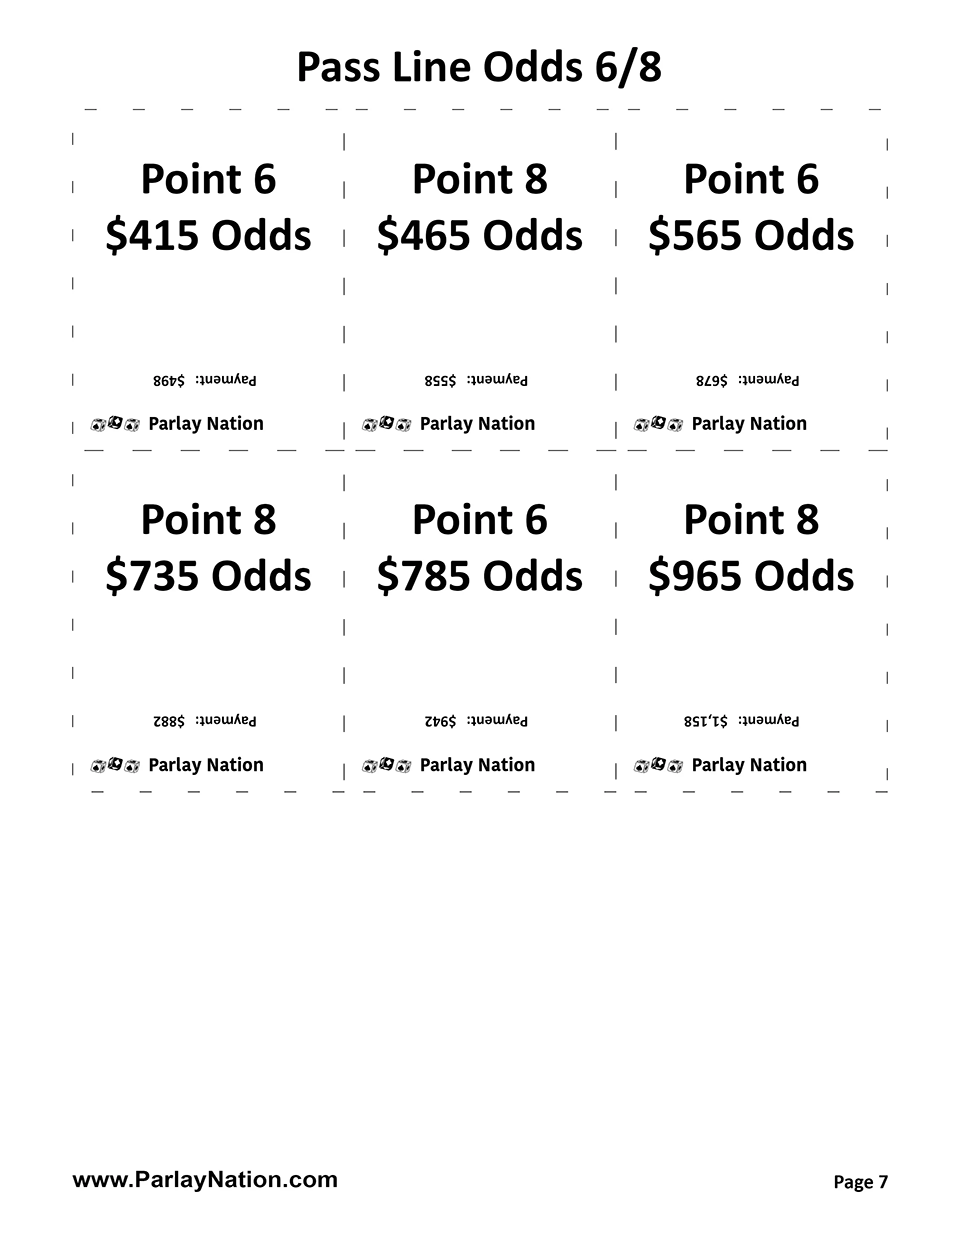 Pass Line Odds 6/8
Point 6
$415 Odds
Payment: $498
Parlay Nation
Point 8
$465 Odds
Payment: $558
Parlay Nation
Point 6
$565 Odds
Payment: $678
Parlay Nation
Point 8
$735 Odds
Payment: $882
Parlay Nation
Point 6
$785 Odds
Payment: $942
Parlay Nation
Point 8
$965 Odds
Payment: $1,158
Parlay Nation
www.ParlayNation.com
Page 7